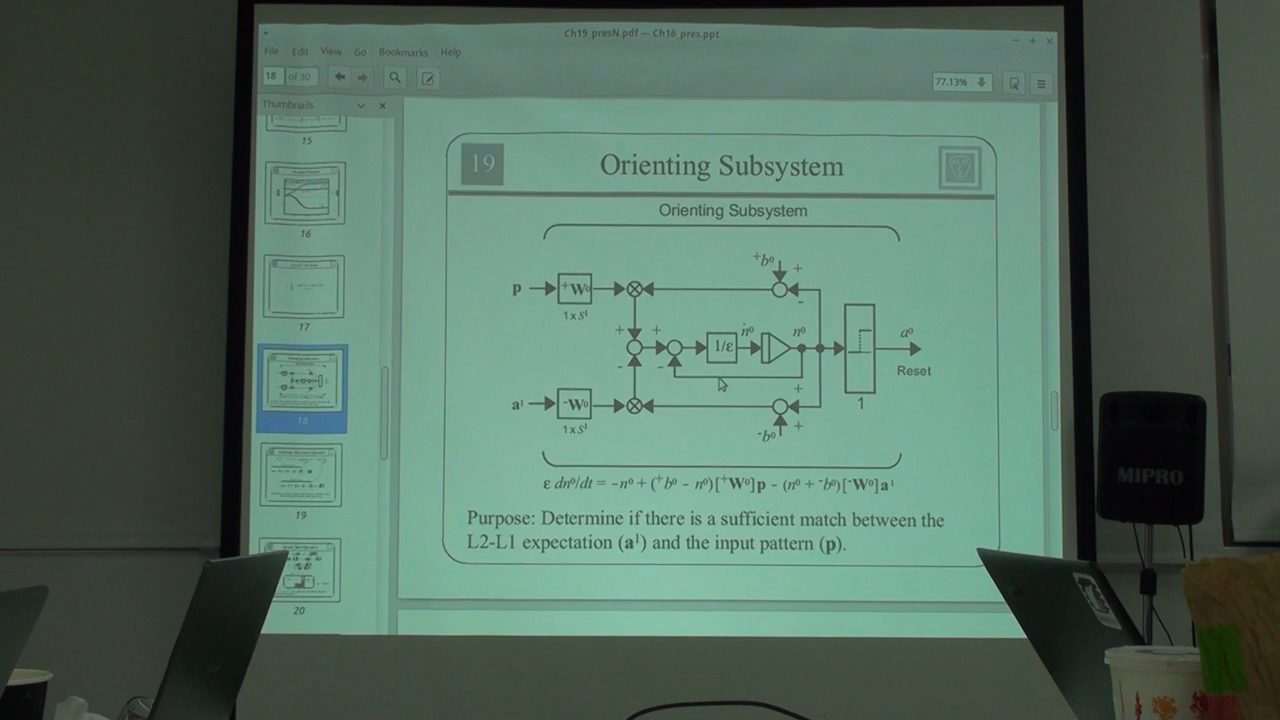 Ch19_presN.pdf — Ch16_pres.ppt
File Edit View Go Bookmarks Help
18 of 30
77.13%
Thumbnails
15
16
17
18
19
20
19 Orienting Subsystem
Orienting Subsystem
+b⁰ +
-
p +W⁰
1 x S¹
+ + ṅ⁰ n⁰ a⁰
1/ε
- - Reset
+
a¹ -W⁰ 1
1 x S¹ -b⁰ +
ε dn⁰/dt = -n⁰ + (⁺b⁰ - n⁰)[⁺W⁰]p - (n⁰ + ⁻b⁰)[⁻W⁰]a¹
Purpose: Determine if there is a sufficient match between the
L2-L1 expectation (a¹) and the input pattern (p).
MIPRO